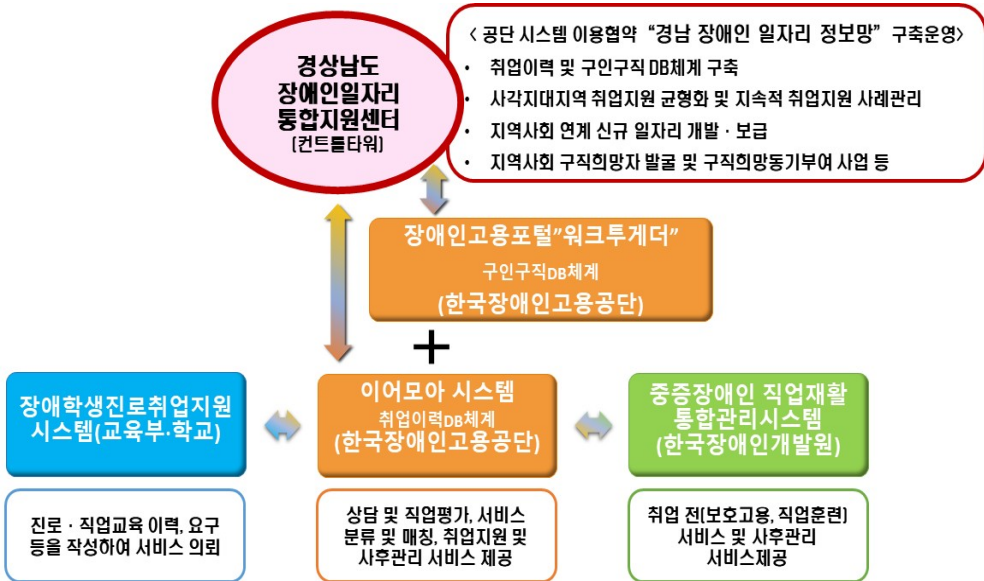 경상남도
장애인일자리
통합지원센터
(컨트롤타워)
< 공단 시스템 이용협약 “경남 장애인 일자리 정보망” 구축운영>
• 취업이력 및 구인구직 DB체계 구축
• 사각지대지역 취업지원 균형화 및 지속적 취업지원 사례관리
• 지역사회 연계 신규 일자리 개발 · 보급
• 지역사회 구직희망자 발굴 및 구직희망동기부여 사업 등
장애인고용포털”워크투게더”
구인구직DB체계
(한국장애인고용공단)
+
장애학생진로취업지원
시스템(교육부·학교)
이어모아 시스템
취업이력DB체계
(한국장애인고용공단)
중증장애인 직업재활
통합관리시스템
(한국장애인개발원)
진로 · 직업교육 이력, 요구
등을 작성하여 서비스 의뢰
상담 및 직업평가, 서비스
분류 및 매칭, 취업지원 및
사후관리 서비스 제공
취업 전(보호고용, 직업훈련)
서비스 및 사후관리
서비스제공